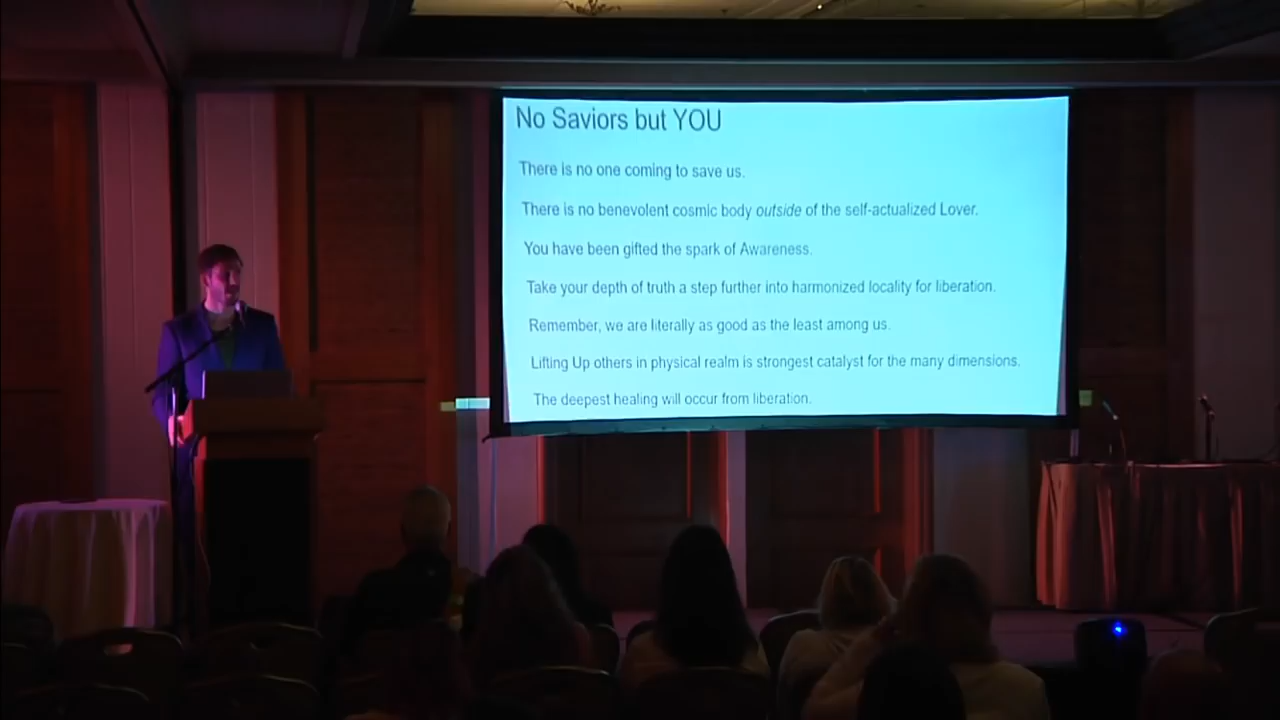 No Saviors but YOU
There is no one coming to save us.
There is no benevolent cosmic body outside of the self-actualized Lover.
You have been gifted the spark of Awareness.
Take your depth of truth a step further into harmonized locality for liberation.
Remember, we are literally as good as the least among us.
Lifting Up others in physical realm is strongest catalyst for the many dimensions.
The deepest healing will occur from liberation.